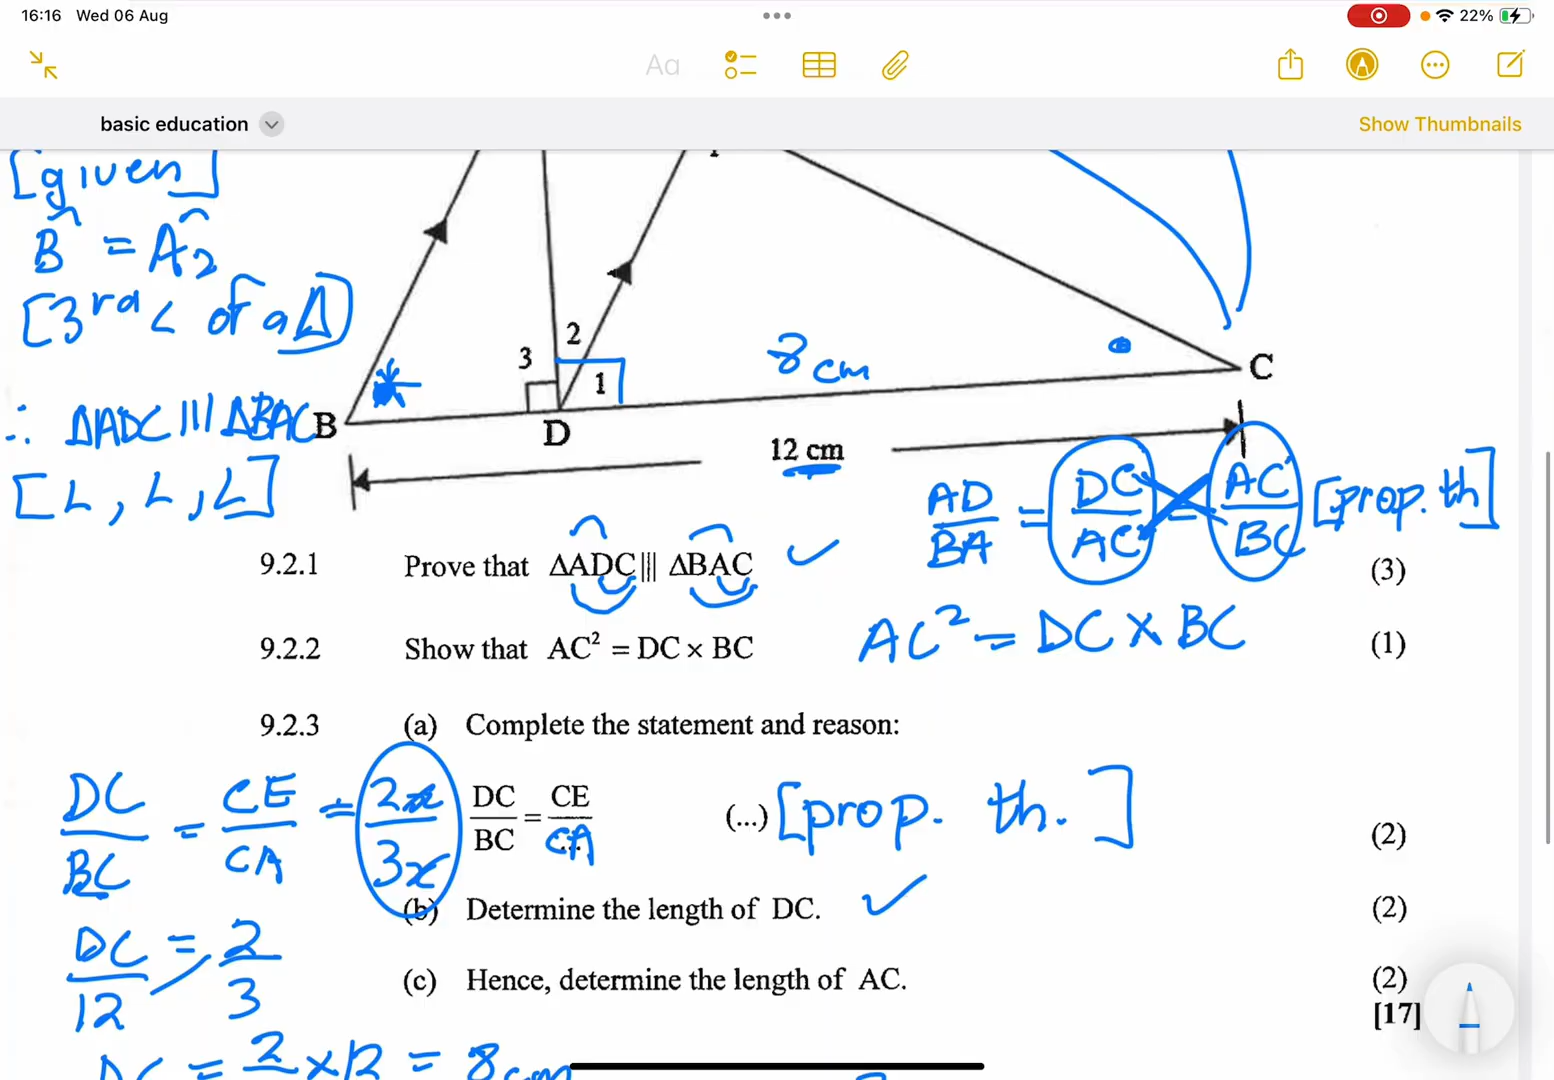 16:16 Wed 06 Aug
22%
Aa
basic education
Show Thumbnails
[given]
B̂ = Â₂
[3rd < of a Δ]
∴ ΔADC ||| ΔBAC
[L, L, L]
2
3
1
8 cm
B
D
C
12 cm
AD/BA = DC/AC = AC/BC [prop. th]
9.2.1 Prove that ΔADC ||| ΔBAC (3)
AC² = DC × BC
9.2.2 Show that AC² = DC × BC (1)
9.2.3 (a) Complete the statement and reason:
DC/BC = CE/CA = 2x/3x
DC/BC = CE/CA (...) [prop. th.] (2)
(b) Determine the length of DC. (2)
DC/12 = 2/3
(c) Hence, determine the length of AC. (2)
[17]
DC = 2 × 12 = 8cm